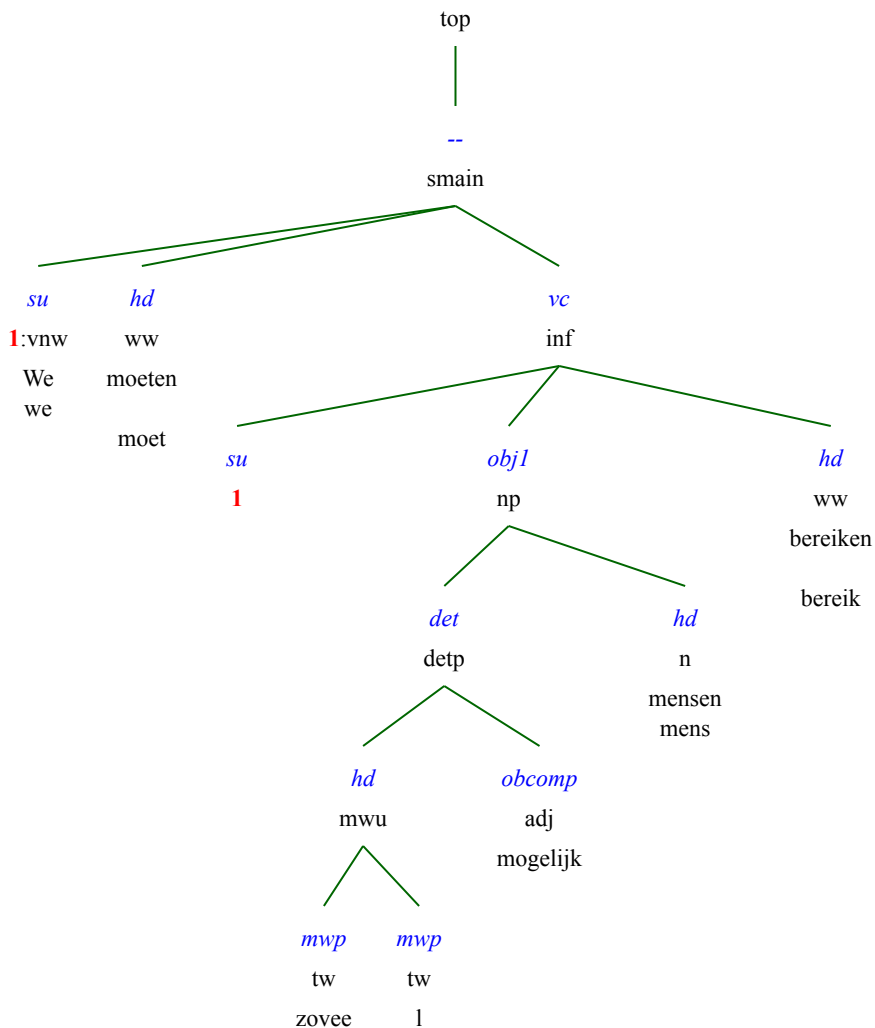 top
--
smain
su hd vc
1:vnw ww inf
We moeten
we
moet
su obj1 hd
1 np ww
bereiken
bereik
det hd
detp n
mensen
mens
hd obcomp
mwu adj
mogelijk
mwp mwp
tw tw
zovee l